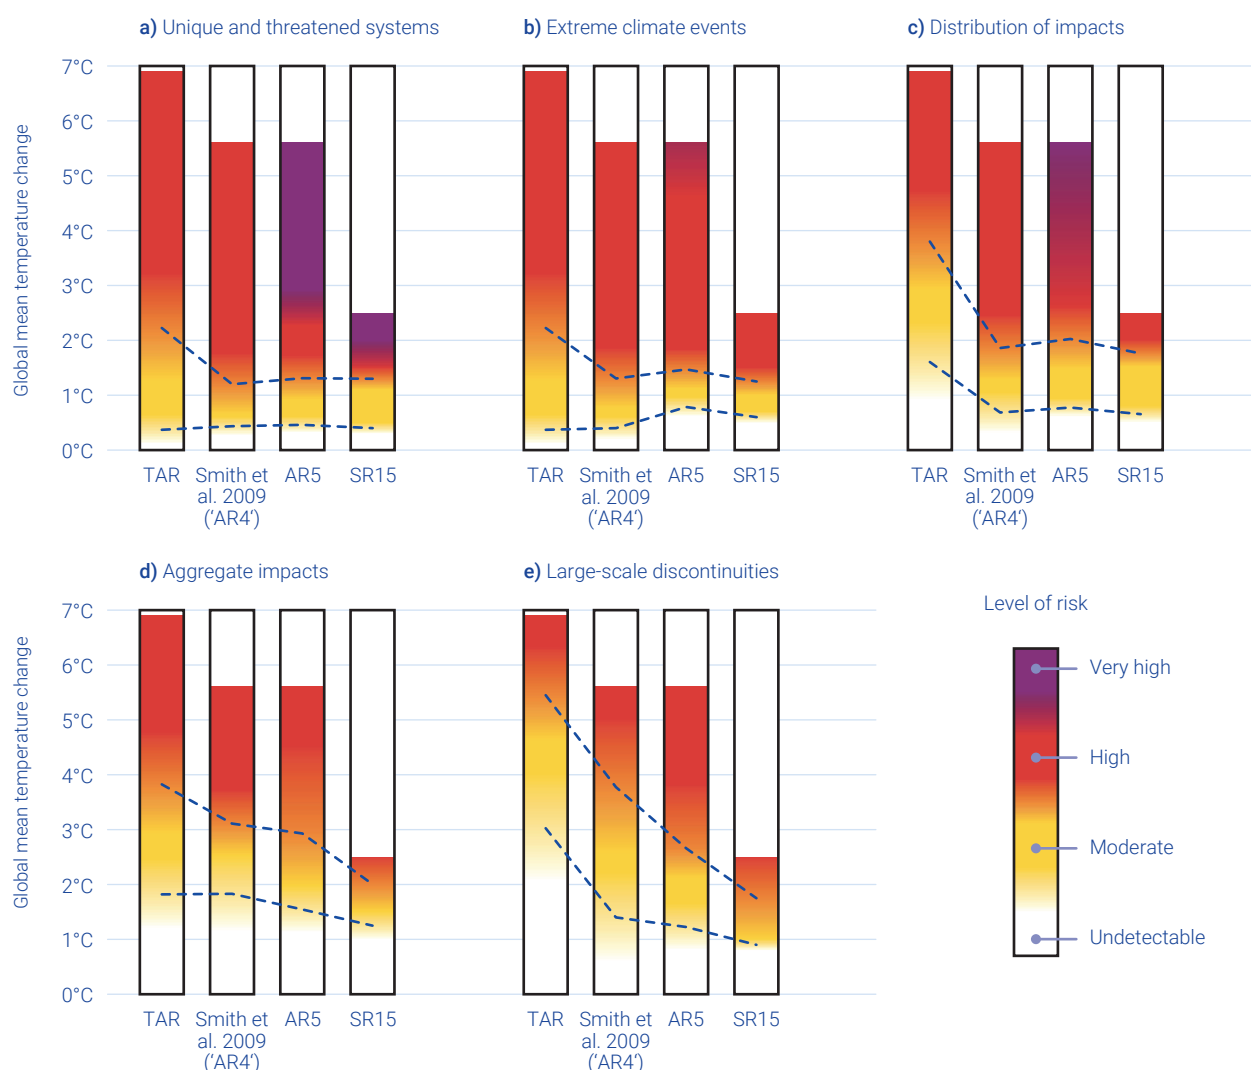 a) Unique and threatened systems
b) Extreme climate events
c) Distribution of impacts
Global mean temperature change
7°C
6°C
5°C
4°C
3°C
2°C
1°C
0°C
TAR
Smith et
al. 2009
(‘AR4‘)
AR5
SR15
TAR
Smith et
al. 2009
(‘AR4‘)
AR5
SR15
TAR
Smith et
al. 2009
(‘AR4‘)
AR5
SR15
d) Aggregate impacts
e) Large-scale discontinuities
Global mean temperature change
7°C
6°C
5°C
4°C
3°C
2°C
1°C
0°C
TAR
Smith et
al. 2009
(‘AR4‘)
AR5
SR15
TAR
Smith et
al. 2009
(‘AR4‘)
AR5
SR15
Level of risk
Very high
High
Moderate
Undetectable